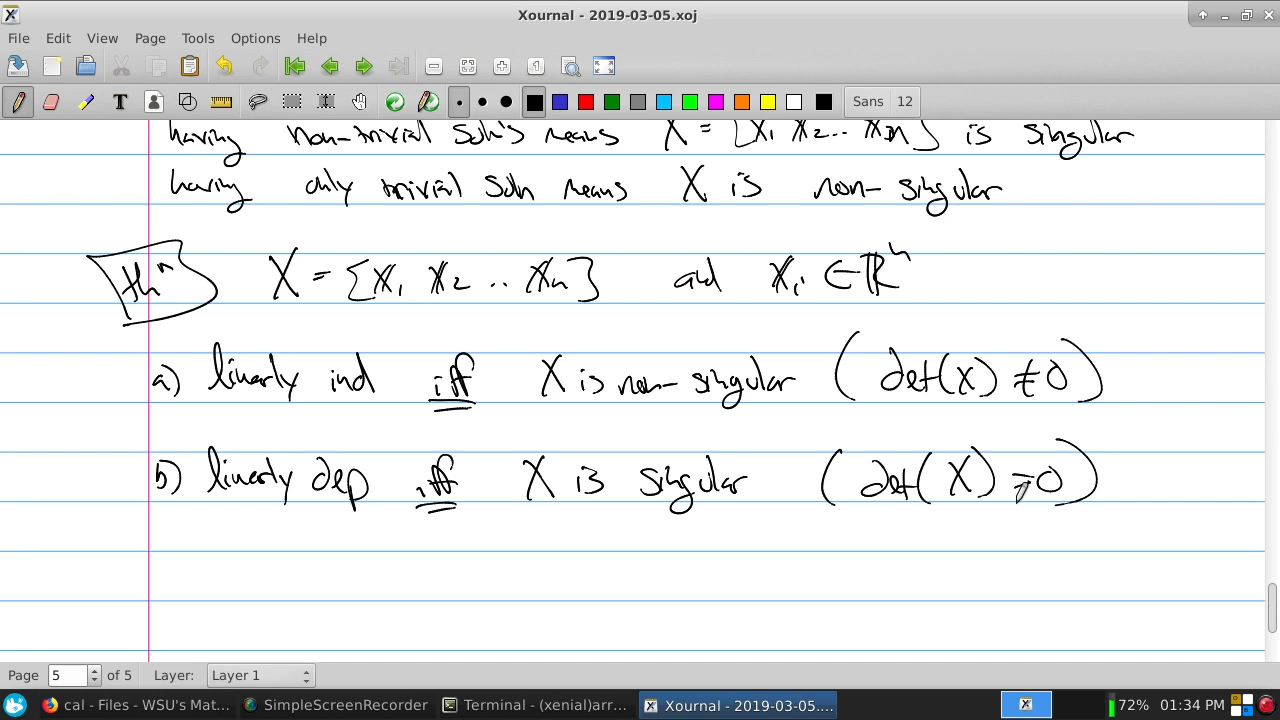 Xournal - 2019-03-05.xoj
File Edit View Page Tools Options Help
Sans 12
having non-trivial soln's means X = [x1 x2 .. xn] is singular
having only trivial soln means X is non-singular
thm X = [x1 x2 .. xn] and xi ∈ ℝⁿ
a) linerly ind iff X is non-singular (det(X) ≠ 0)
b) linerly dep iff X is singular (det(X) = 0)
Page 5 of 5 Layer: Layer 1
cal - Files - WSU's Mat... SimpleScreenRecorder Terminal - (xenial)arr... Xournal - 2019-03-05.... 72% 01:34 PM